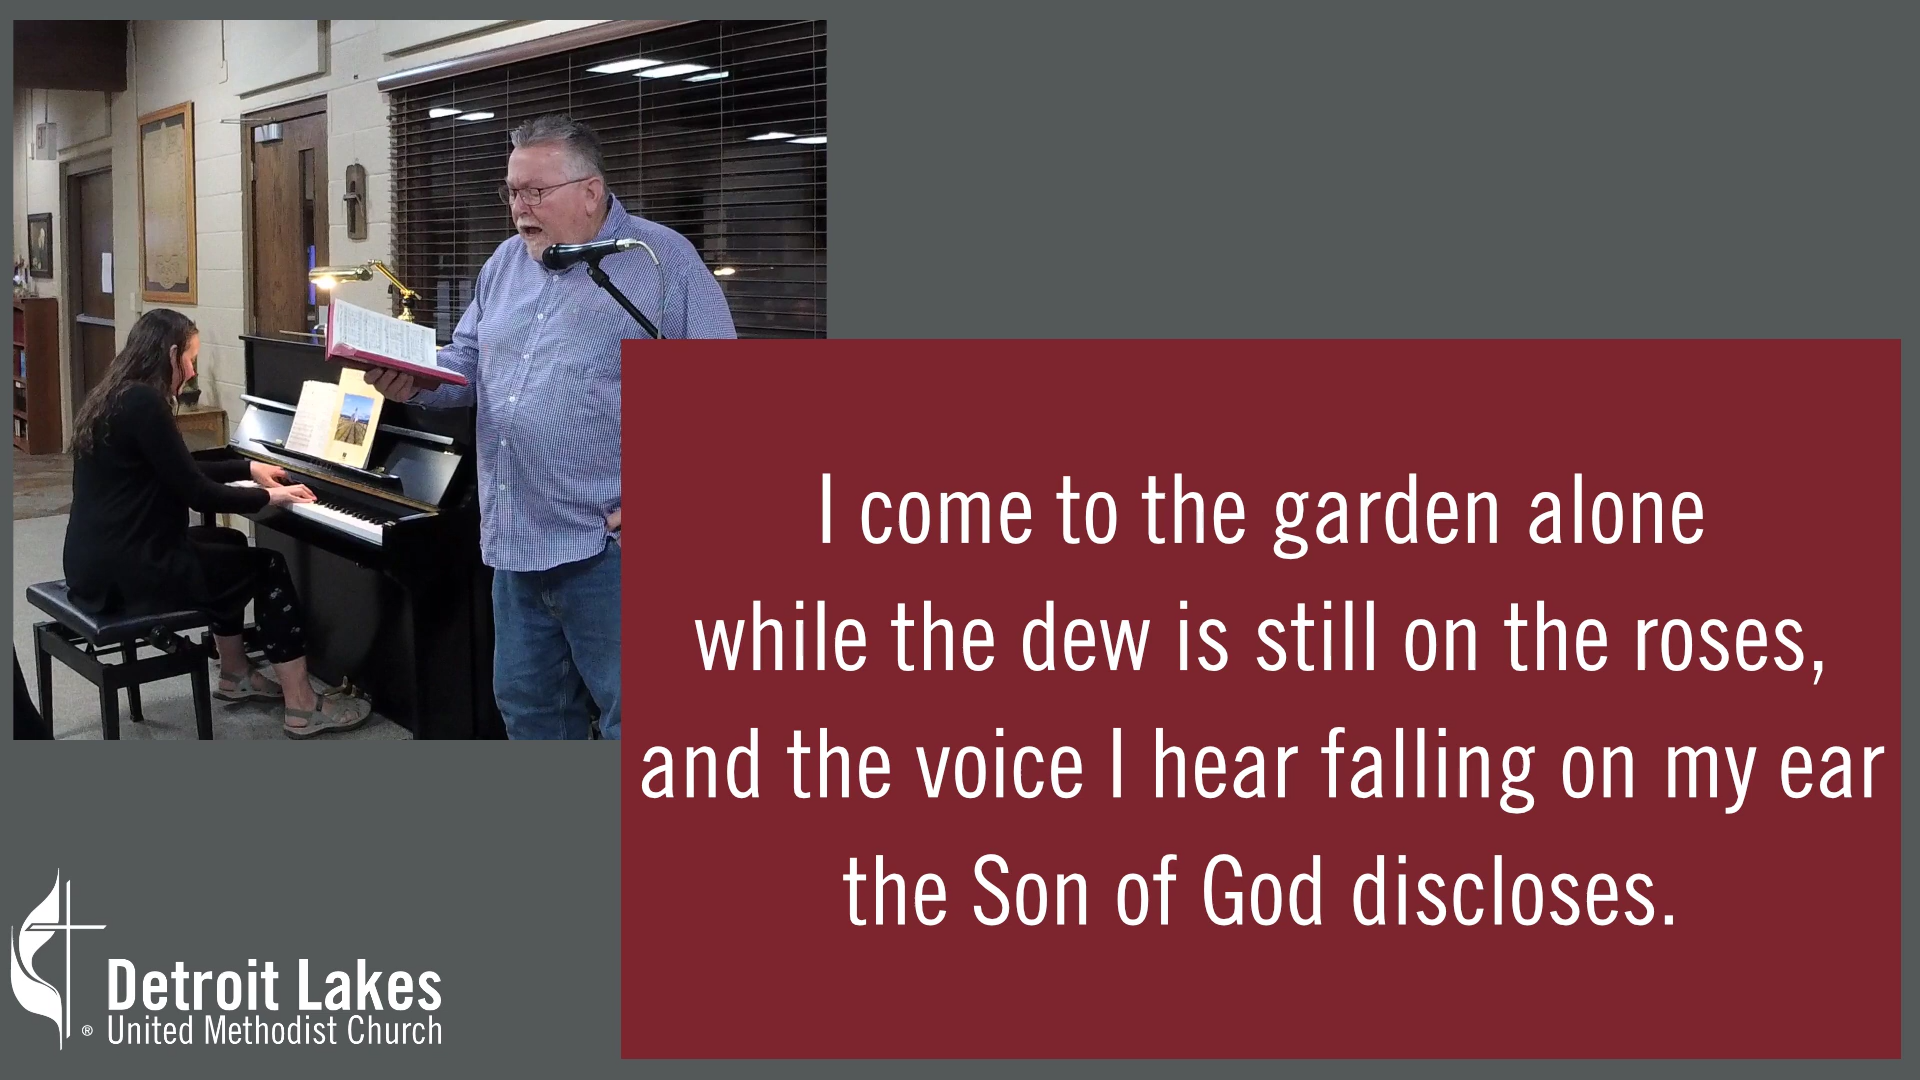 I come to the garden alone
while the dew is still on the roses,
and the voice I hear falling on my ear
the Son of God discloses.
Detroit Lakes
® United Methodist Church